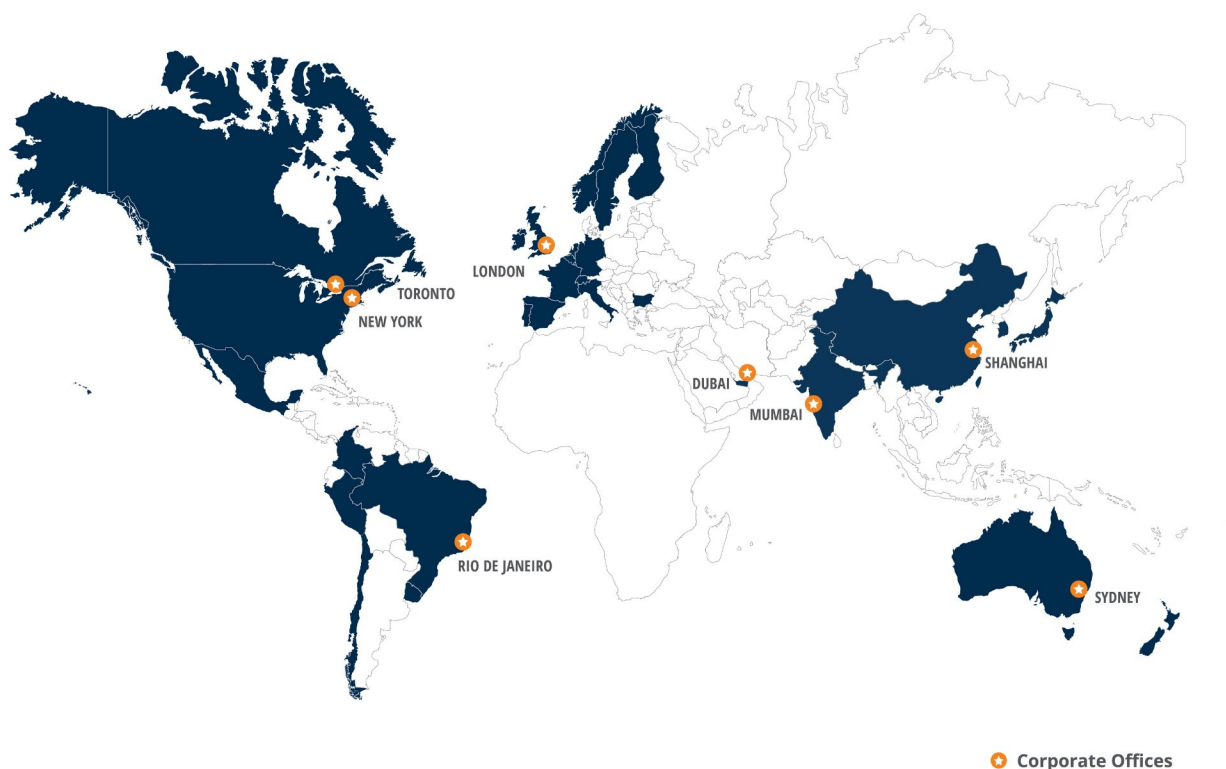 LONDON
TORONTO
NEW YORK
SHANGHAI
DUBAI
MUMBAI
RIO DE JANEIRO
SYDNEY
Corporate Offices